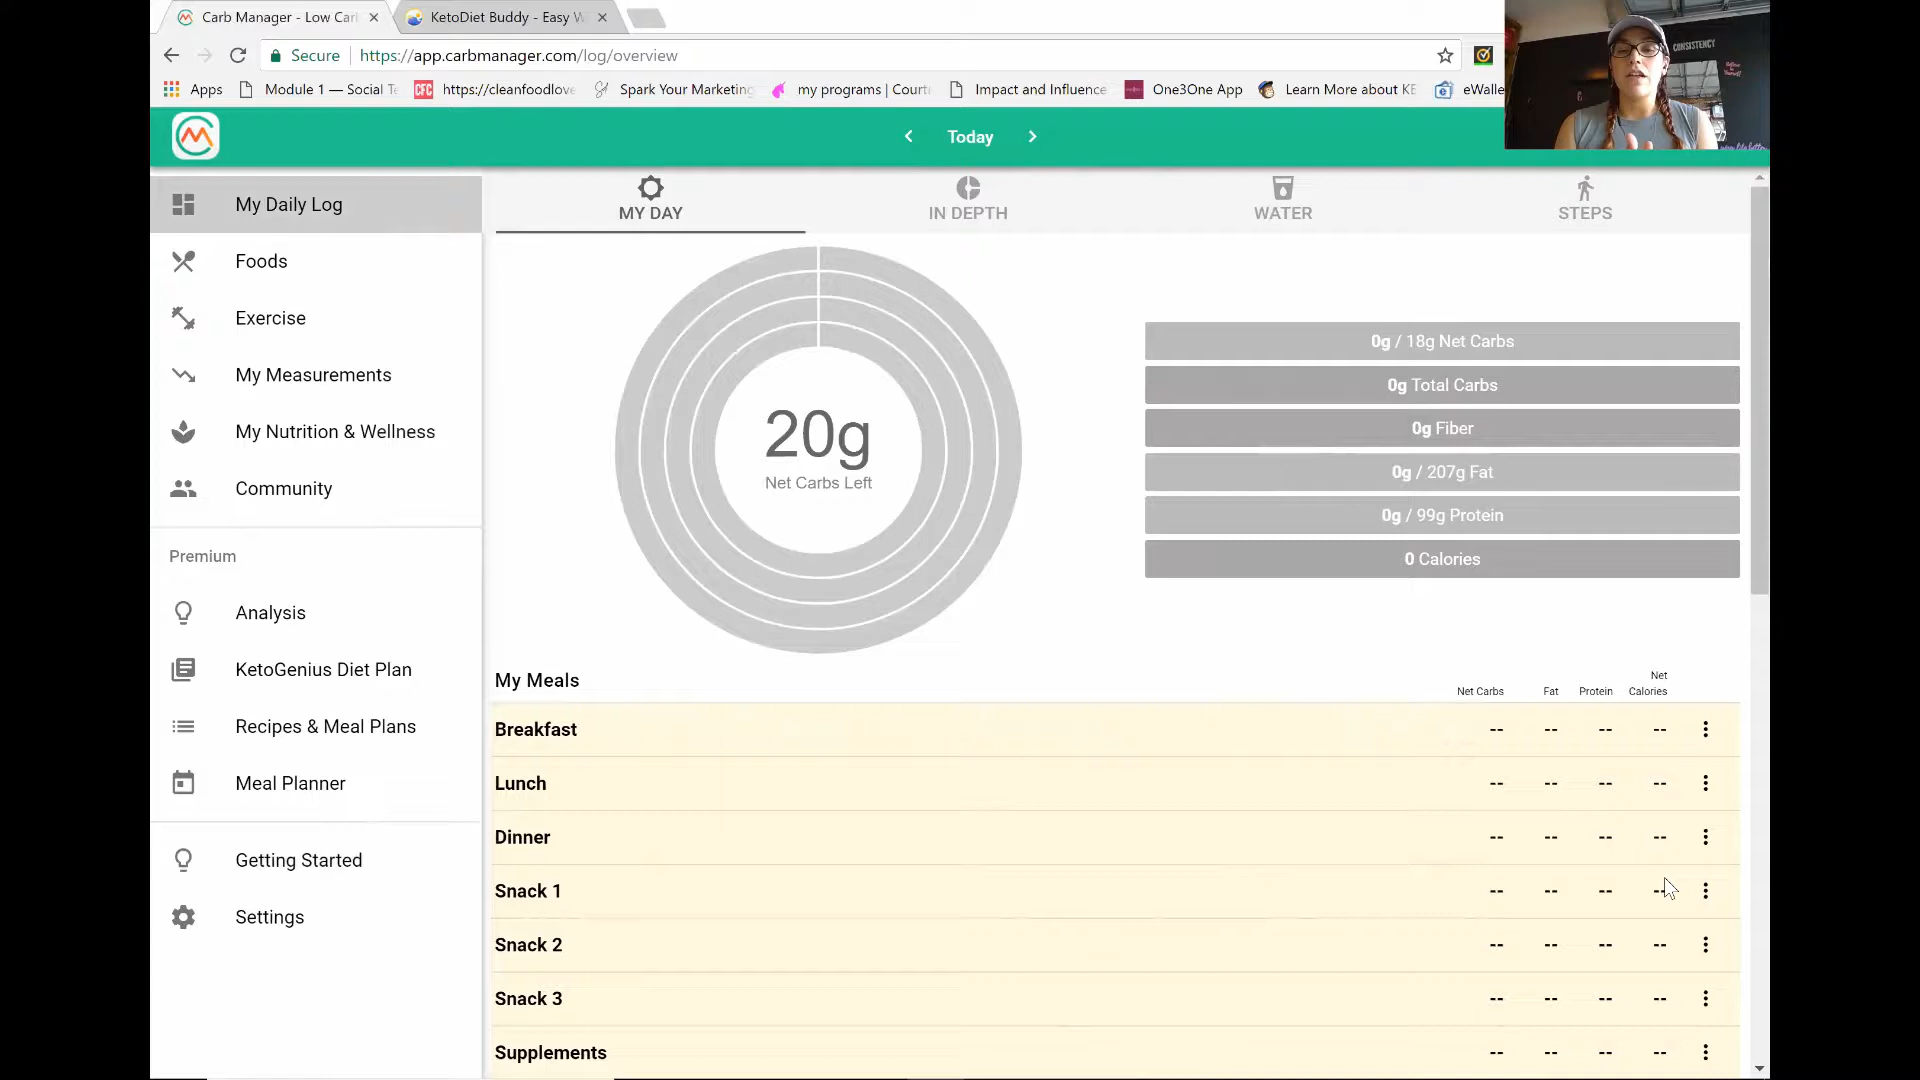 Carb Manager - Low Car
KetoDiet Buddy - Easy W
Secure
https://app.carbmanager.com/log/overview
Apps
Module 1 — Social Te
CFC
https://cleanfoodlove
Spark Your Marketing
my programs | Court
Impact and Influence
One3One App
Learn More about KE
eWalle
CONSISTENCY
Today
My Daily Log
Foods
Exercise
My Measurements
My Nutrition & Wellness
Community
Premium
Analysis
KetoGenius Diet Plan
Recipes & Meal Plans
Meal Planner
Getting Started
Settings
MY DAY
IN DEPTH
WATER
STEPS
20g
Net Carbs Left
0g / 18g Net Carbs
0g Total Carbs
0g Fiber
0g / 207g Fat
0g / 99g Protein
0 Calories
My Meals
Net Carbs
Fat
Protein
Net
Calories
Breakfast -- -- -- --
Lunch -- -- -- --
Dinner -- -- -- --
Snack 1 -- -- -- --
Snack 2 -- -- -- --
Snack 3 -- -- -- --
Supplements -- -- -- --